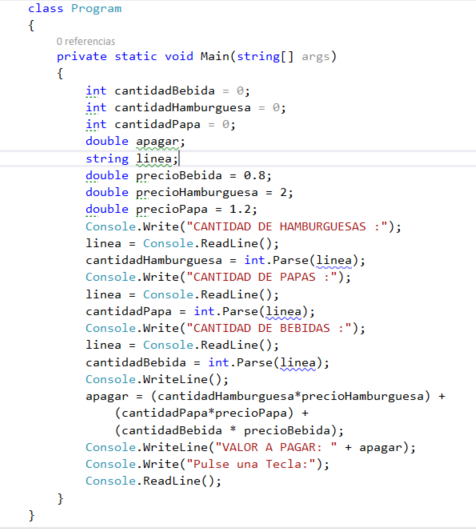 class Program
{
0 referencias
private static void Main(string[] args)
{
int cantidadBebida = 0;
int cantidadHamburguesa = 0;
int cantidadPapa = 0;
double apagar;
string linea;
double precioBebida = 0.8;
double precioHamburguesa = 2;
double precioPapa = 1.2;
Console.Write("CANTIDAD DE HAMBURGUESAS :");
linea = Console.ReadLine();
cantidadHamburguesa = int.Parse(linea);
Console.Write("CANTIDAD DE PAPAS :");
linea = Console.ReadLine();
cantidadPapa = int.Parse(linea);
Console.Write("CANTIDAD DE BEBIDAS :");
linea = Console.ReadLine();
cantidadBebida = int.Parse(linea);
Console.WriteLine();
apagar = (cantidadHamburguesa*precioHamburguesa) +
(cantidadPapa*precioPapa) +
(cantidadBebida * precioBebida);
Console.WriteLine("VALOR A PAGAR: " + apagar);
Console.Write("Pulse una Tecla:");
Console.ReadLine();
}
}